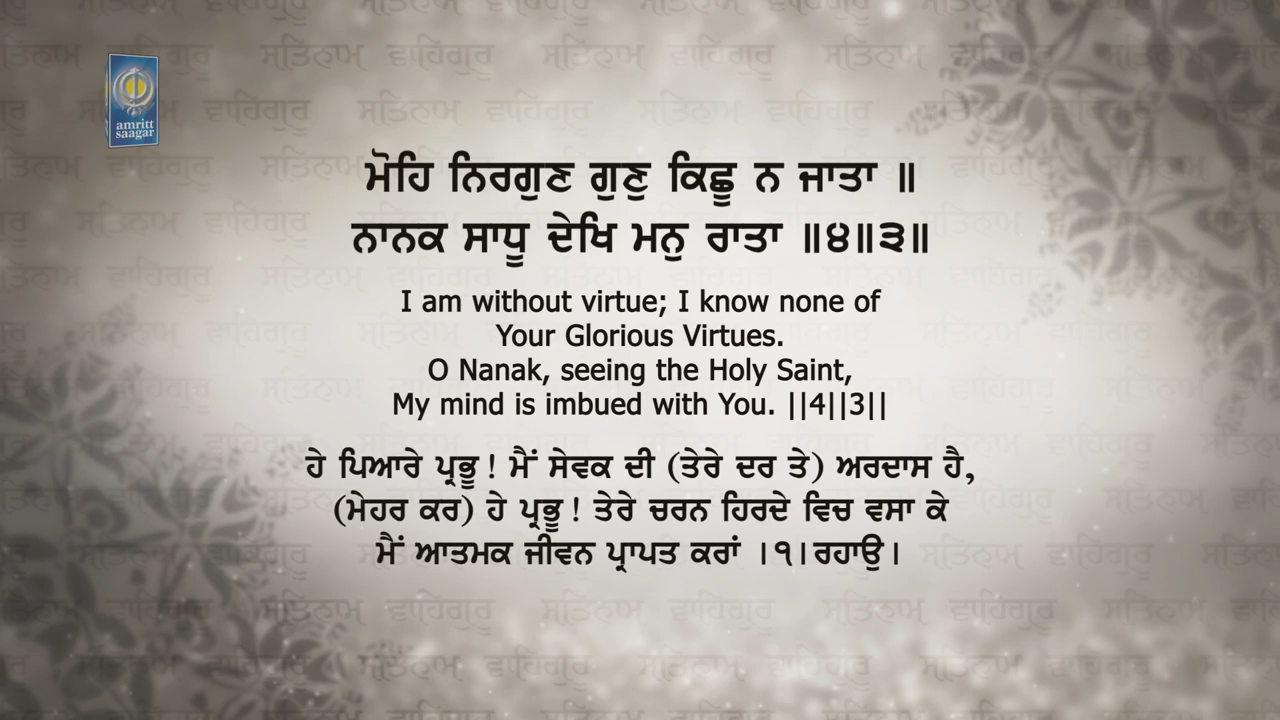 amritt
saagar
ਮੋਹਿ ਨਿਰਗੁਣ ਗੁਣੁ ਕਿਛੂ ਨ ਜਾਤਾ ॥
ਨਾਨਕ ਸਾਧੂ ਦੇਖਿ ਮਨੁ ਰਾਤਾ ॥੪॥੩॥
I am without virtue; I know none of
Your Glorious Virtues.
O Nanak, seeing the Holy Saint,
My mind is imbued with You. ||4||3||
ਹੇ ਪਿਆਰੇ ਪ੍ਰਭੂ! ਮੈਂ ਸੇਵਕ ਦੀ (ਤੇਰੇ ਦਰ ਤੇ) ਅਰਦਾਸ ਹੈ,
(ਮੇਹਰ ਕਰ) ਹੇ ਪ੍ਰਭੂ! ਤੇਰੇ ਚਰਨ ਹਿਰਦੇ ਵਿਚ ਵਸਾ ਕੇ
ਮੈਂ ਆਤਮਕ ਜੀਵਨ ਪ੍ਰਾਪਤ ਕਰਾਂ ।੧।ਰਹਾਉ।